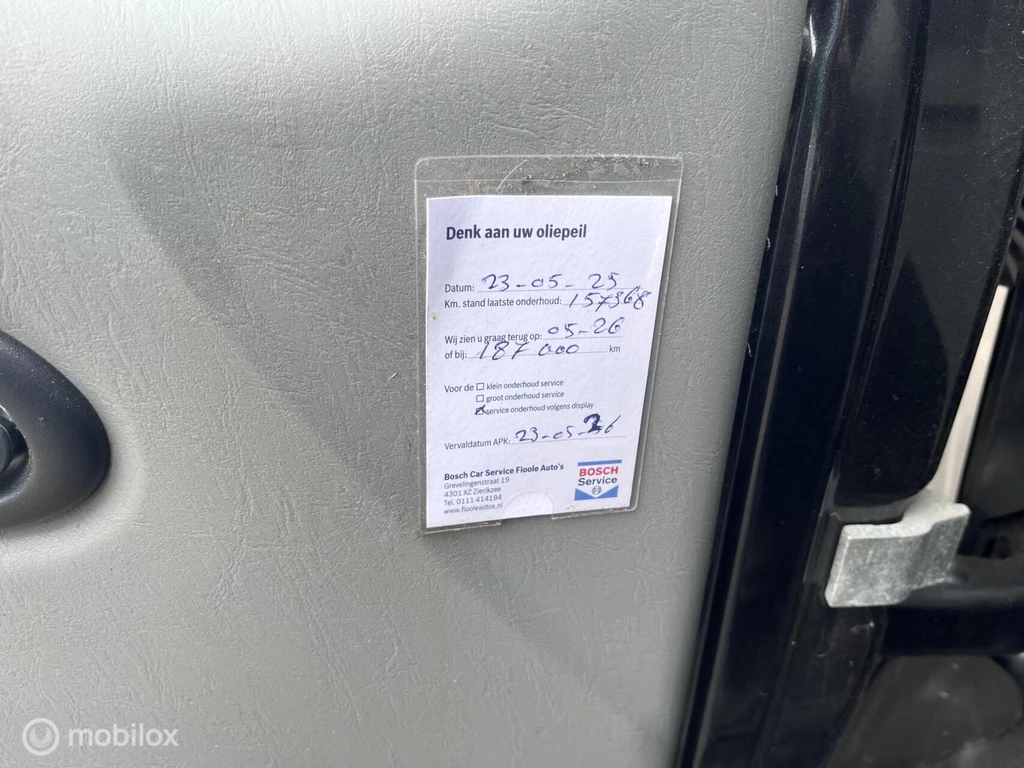 Denk aan uw oliepeil
Datum: 23-05-25
Km. stand laatste onderhoud: 157368
Wij zien u graag terug op: 05-26
of bij: 187 000 km
Voor de klein onderhoud service
groot onderhoud service
service onderhoud volgens display
Vervaldatum APK: 23-05-26
Bosch Car Service Fioole Auto's
Grevelingenstraat 19
4301 XZ Zierikzee
Tel. 0111 414194
www.fiooleautos.nl
BOSCH
Service
mobilox